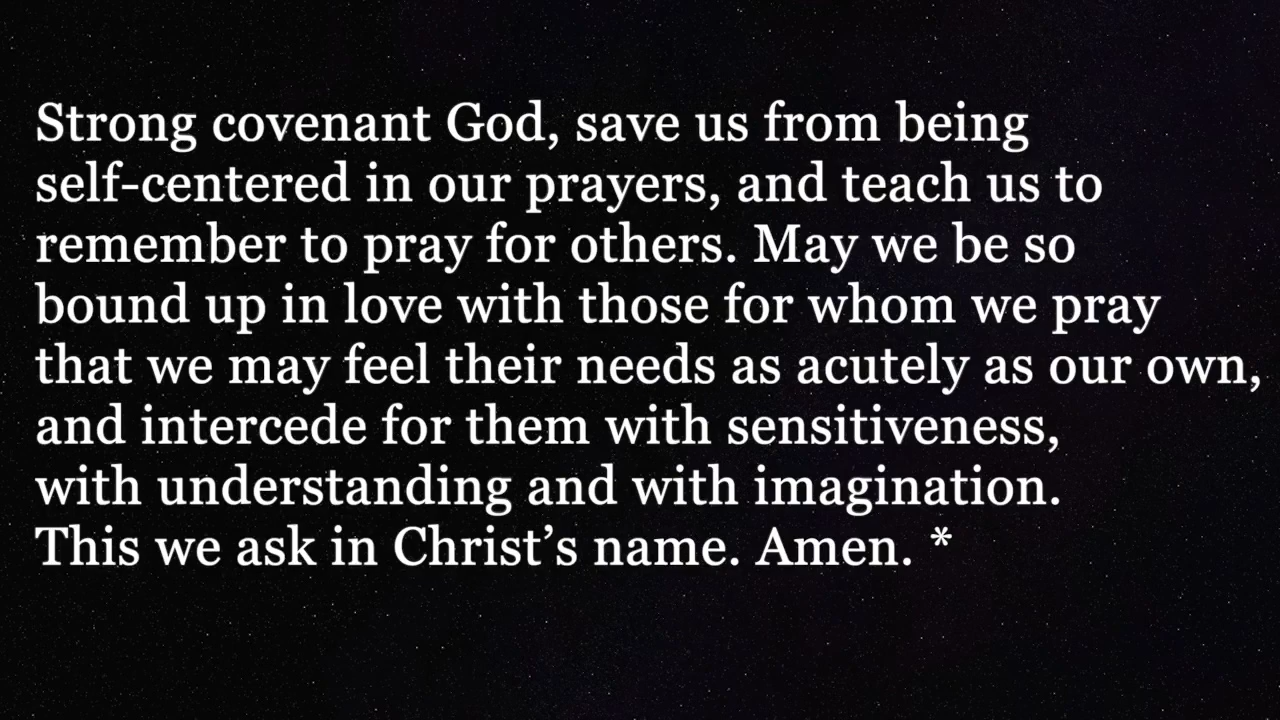 Strong covenant God, save us from being
self-centered in our prayers, and teach us to
remember to pray for others. May we be so
bound up in love with those for whom we pray
that we may feel their needs as acutely as our own,
and intercede for them with sensitiveness,
with understanding and with imagination.
This we ask in Christ’s name. Amen. *